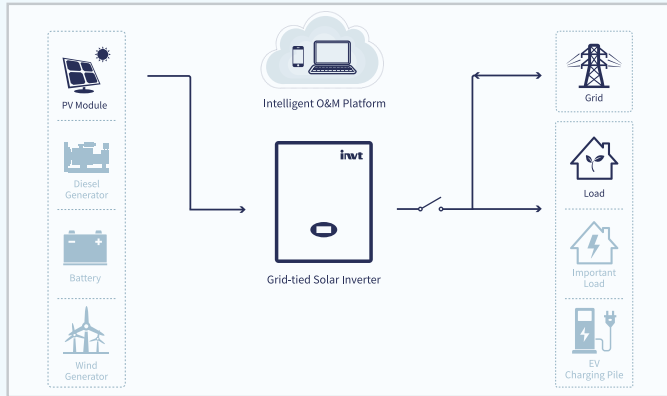 PV Module
Diesel
Generator
Battery
Wind
Generator
Intelligent O&M Platform
invt
Grid-tied Solar Inverter
Grid
Load
Important
Load
EV
Charging Pile